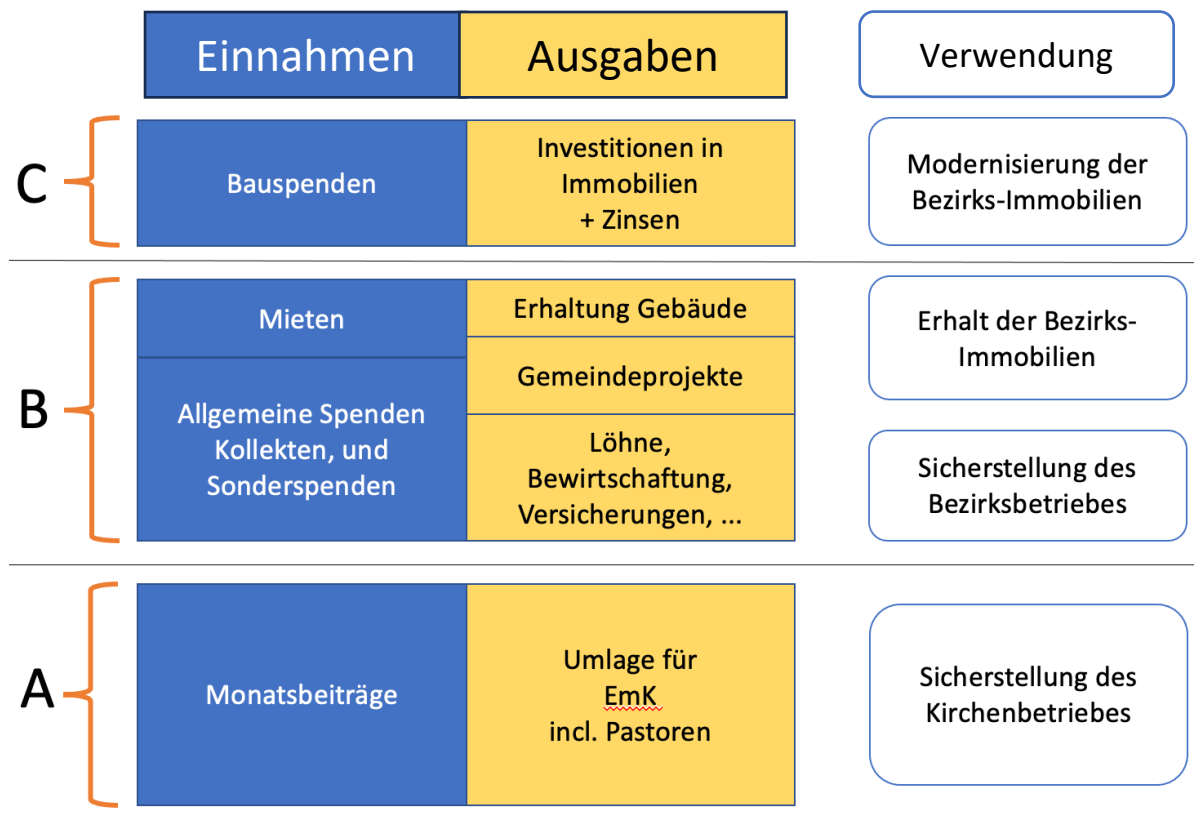 Einnahmen
Ausgaben
Verwendung
C
Bauspenden
Investitionen in
Immobilien
+ Zinsen
Modernisierung der
Bezirks-Immobilien
B
Mieten
Allgemeine Spenden
Kollekten, und
Sonderspenden
Erhaltung Gebäude
Gemeindeprojekte
Löhne,
Bewirtschaftung,
Versicherungen, ...
Erhalt der Bezirks-
Immobilien
Sicherstellung des
Bezirksbetriebes
A
Monatsbeiträge
Umlage für
EmK
incl. Pastoren
Sicherstellung des
Kirchenbetriebes